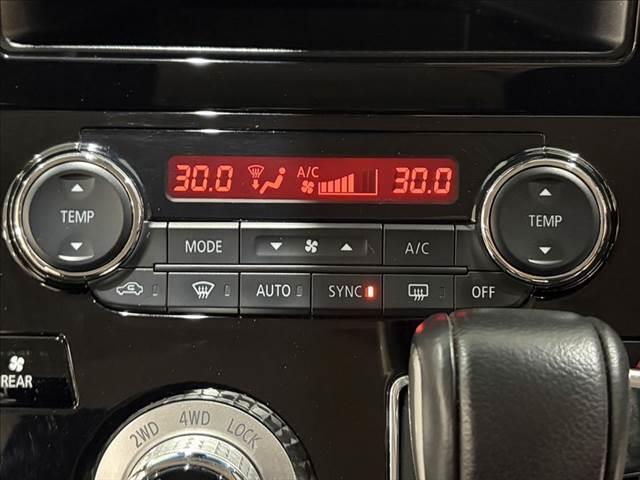 30.0 A/C 30.0
TEMP
TEMP
MODE A/C
AUTO SYNC OFF
REAR
2WD 4WD LOCK